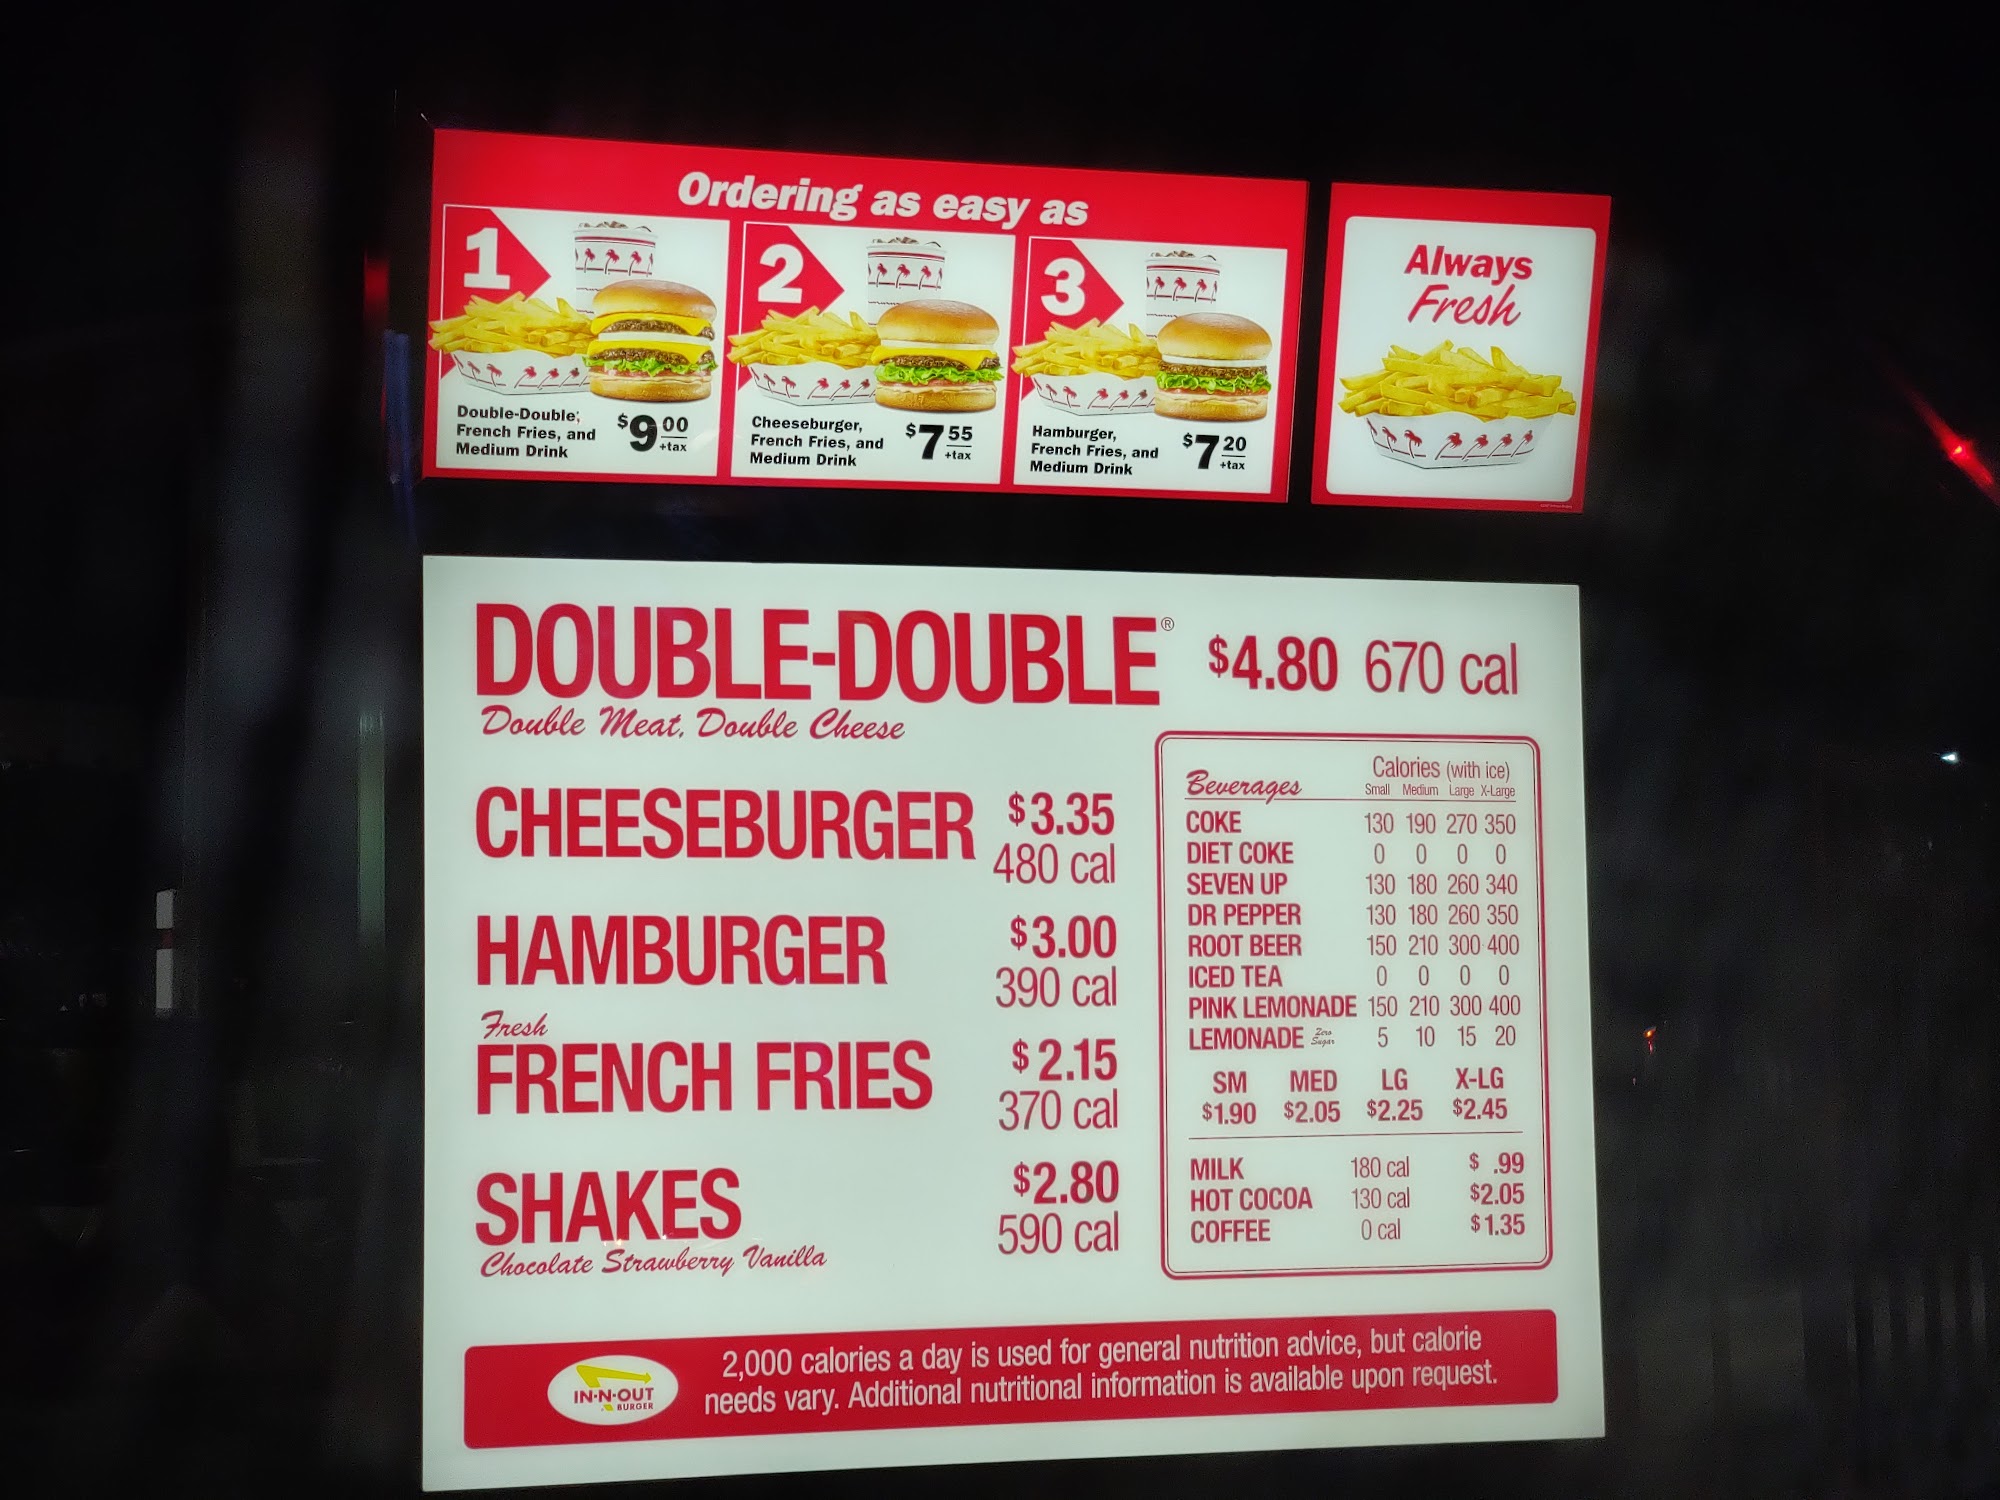 Ordering as easy as
1
Double-Double,
French Fries, and
Medium Drink
$9 00
+tax
2
Cheeseburger,
French Fries, and
Medium Drink
$7 55
+tax
3
Hamburger,
French Fries, and
Medium Drink
$7 20
+tax
Always
Fresh
DOUBLE-DOUBLE® $4.80 670 cal
Double Meat, Double Cheese
CHEESEBURGER $3.35
480 cal
HAMBURGER $3.00
390 cal
Fresh
FRENCH FRIES $2.15
370 cal
SHAKES $2.80
590 cal
Chocolate Strawberry Vanilla
Beverages Calories (with ice)
Small Medium Large X-Large
COKE 130 190 270 350
DIET COKE 0 0 0 0
SEVEN UP 130 180 260 340
DR PEPPER 130 180 260 350
ROOT BEER 150 210 300 400
ICED TEA 0 0 0 0
PINK LEMONADE 150 210 300 400
LEMONADE Zero Sugar 5 10 15 20
SM MED LG X-LG
$1.90 $2.05 $2.25 $2.45
MILK 180 cal $ .99
HOT COCOA 130 cal $2.05
COFFEE 0 cal $1.35
IN-N-OUT
BURGER
2,000 calories a day is used for general nutrition advice, but calorie
needs vary. Additional nutritional information is available upon request.